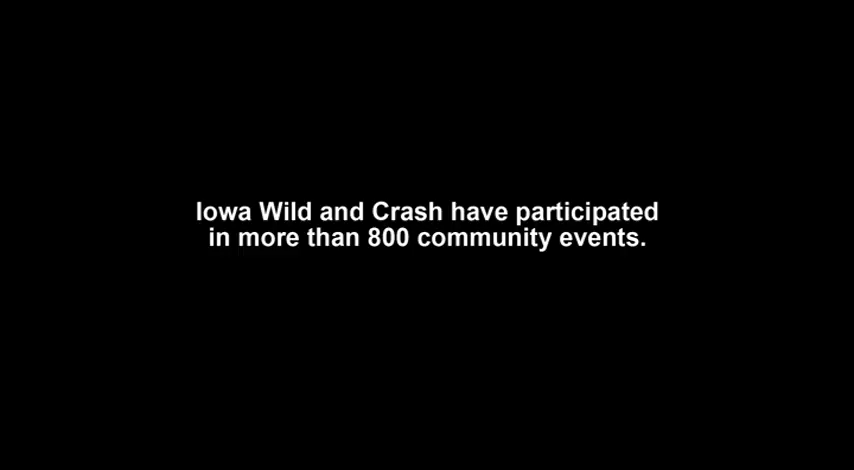 Iowa Wild and Crash have participated
in more than 800 community events.